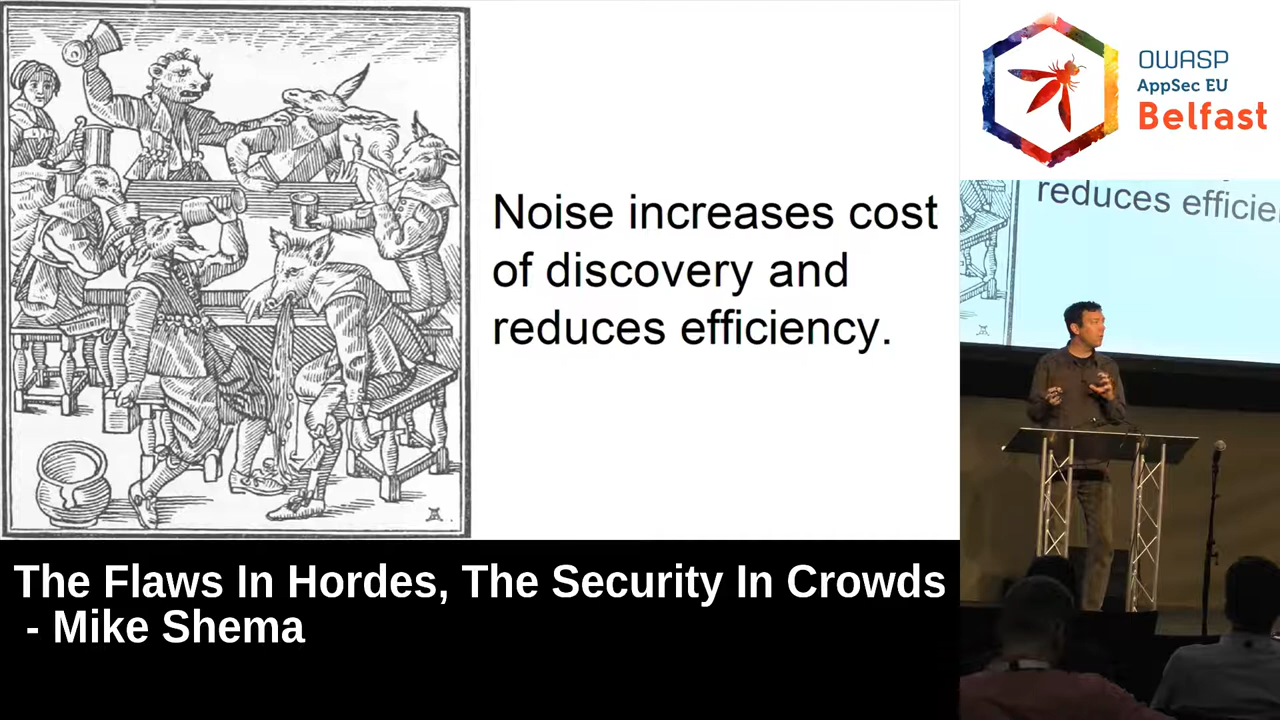 Noise increases cost
of discovery and
reduces efficiency.
OWASP
AppSec EU
Belfast
reduces efficie
The Flaws In Hordes, The Security In Crowds
- Mike Shema